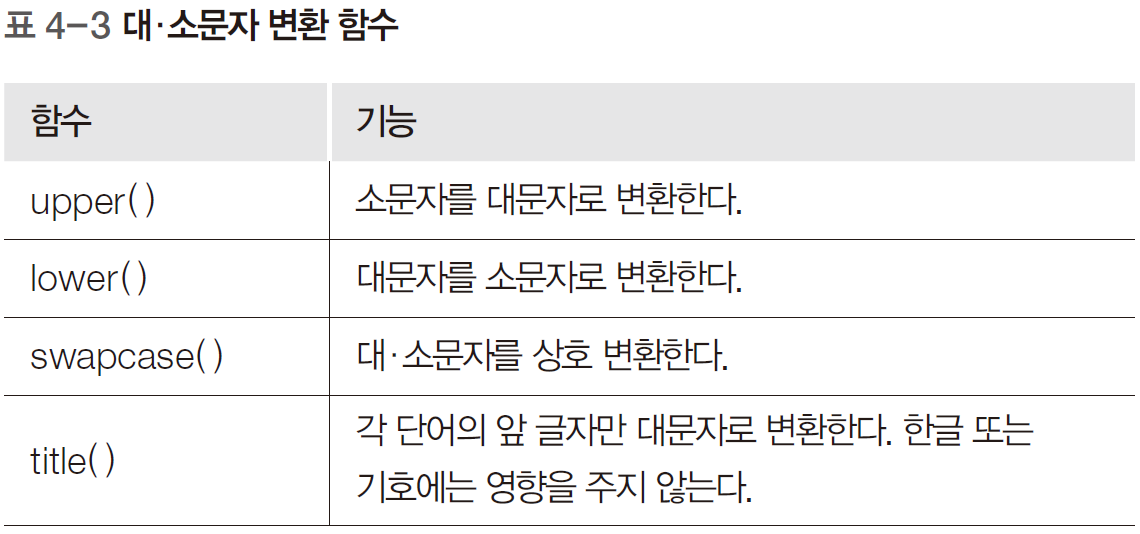 표 4-3 대·소문자 변환 함수
함수 기능
upper( ) 소문자를 대문자로 변환한다.
lower( ) 대문자를 소문자로 변환한다.
swapcase( ) 대·소문자를 상호 변환한다.
title( ) 각 단어의 앞 글자만 대문자로 변환한다. 한글 또는
기호에는 영향을 주지 않는다.